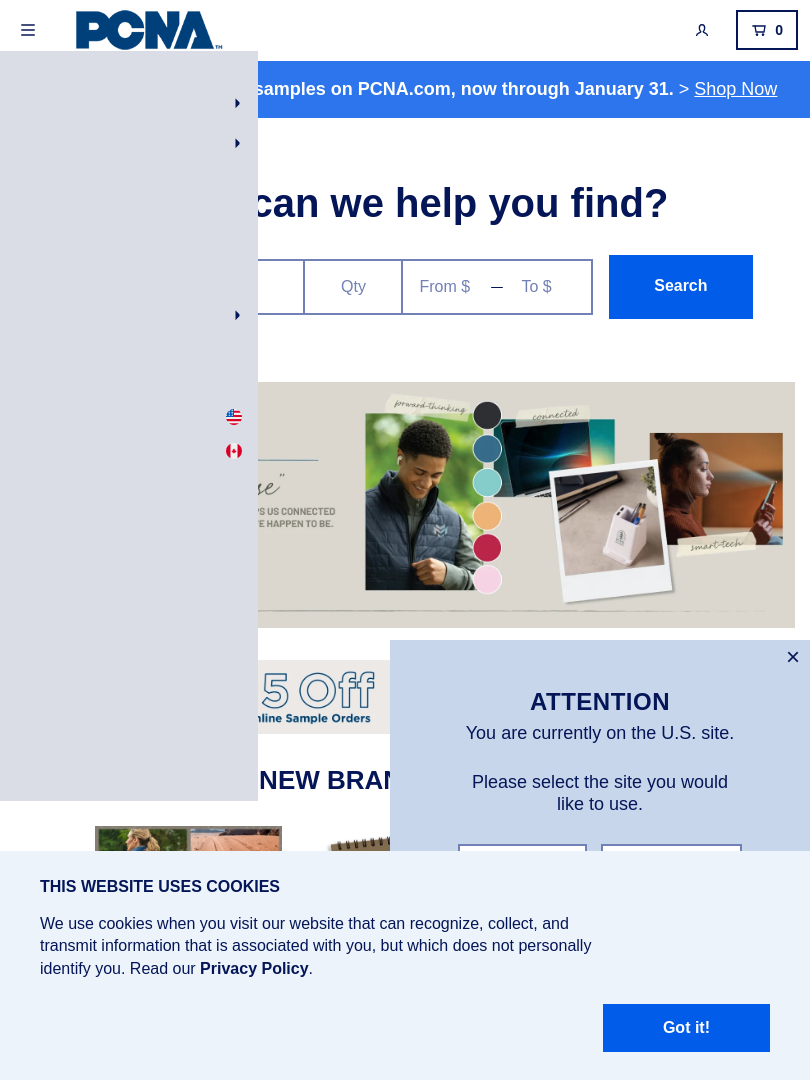 PCNA™
0
samples on PCNA.com, now through January 31. > Shop Now
can we help you find?
Qty
From $ — To $
Search
forward-thinking
connected
se”
PS US CONNECTED
E HAPPEN TO BE.
smart-tech
5 Off
nline Sample Orders
NEW BRAN
ATTENTION
You are currently on the U.S. site.
Please select the site you would
like to use.
THIS WEBSITE USES COOKIES
We use cookies when you visit our website that can recognize, collect, and
transmit information that is associated with you, but which does not personally
identify you. Read our Privacy Policy.
Got it!